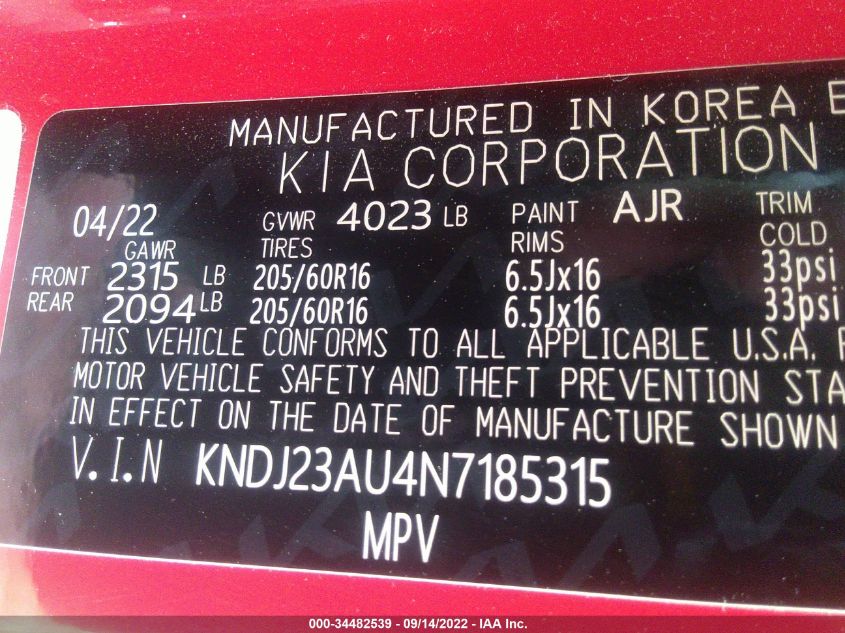 MANUFACTURED IN KOREA
KIA CORPORATION
04/22 GVWR 4023 LB PAINT AJR TRIM
GAWR TIRES RIMS COLD
FRONT 2315 LB 205/60R16 6.5Jx16 33psi
REAR 2094 LB 205/60R16 6.5Jx16 33psi
THIS VEHICLE CONFORMS TO ALL APPLICABLE U.S.A.
MOTOR VEHICLE SAFETY AND THEFT PREVENTION STA
IN EFFECT ON THE DATE OF MANUFACTURE SHOWN
V.I.N KNDJ23AU4N7185315
MPV
000-34482539 - 09/14/2022 - IAA Inc.